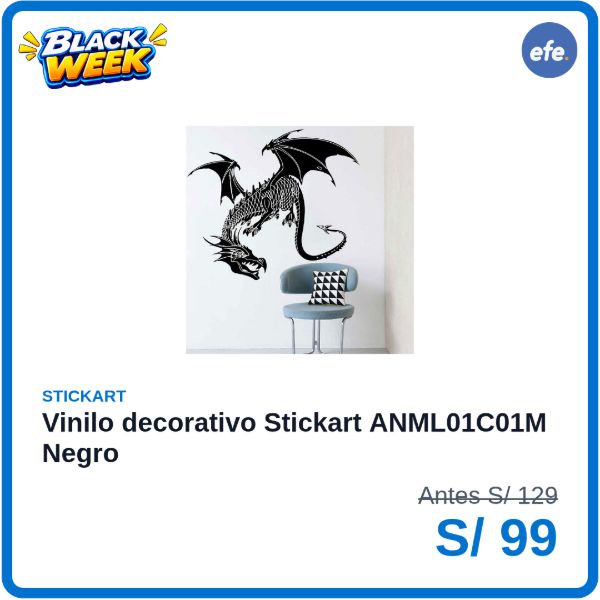 BLACK
WEEK
efe.
STICKART
Vinilo decorativo Stickart ANML01C01M
Negro
Antes S/ 129
S/ 99